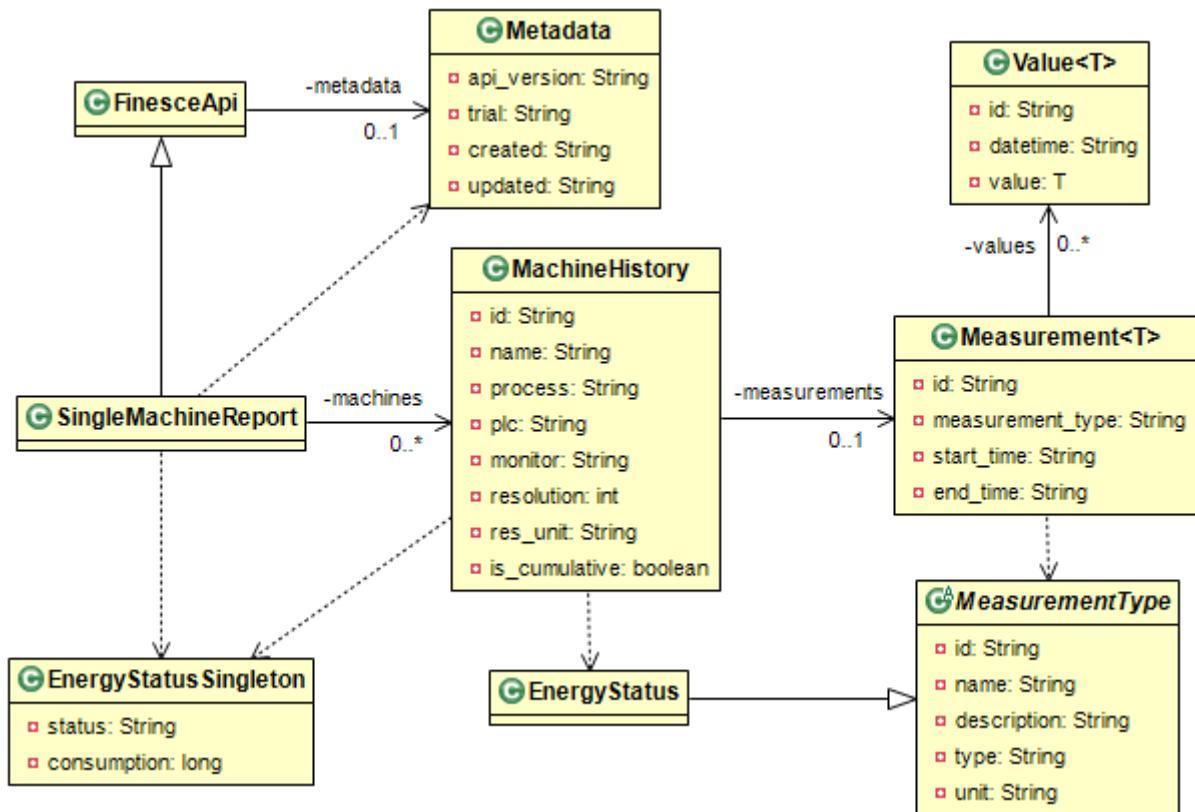 C Metadata
api_version: String
trial: String
created: String
updated: String
C FinesceApi
-metadata
0..1
C Value<T>
id: String
datetime: String
value: T
-values
0..*
C MachineHistory
id: String
name: String
process: String
plc: String
monitor: String
resolution: int
res_unit: String
is_cumulative: boolean
C SingleMachineReport
-machines
0..*
-measurements
0..1
C Measurement<T>
id: String
measurement_type: String
start_time: String
end_time: String
C EnergyStatusSingleton
status: String
consumption: long
C EnergyStatus
C A MeasurementType
id: String
name: String
description: String
type: String
unit: String